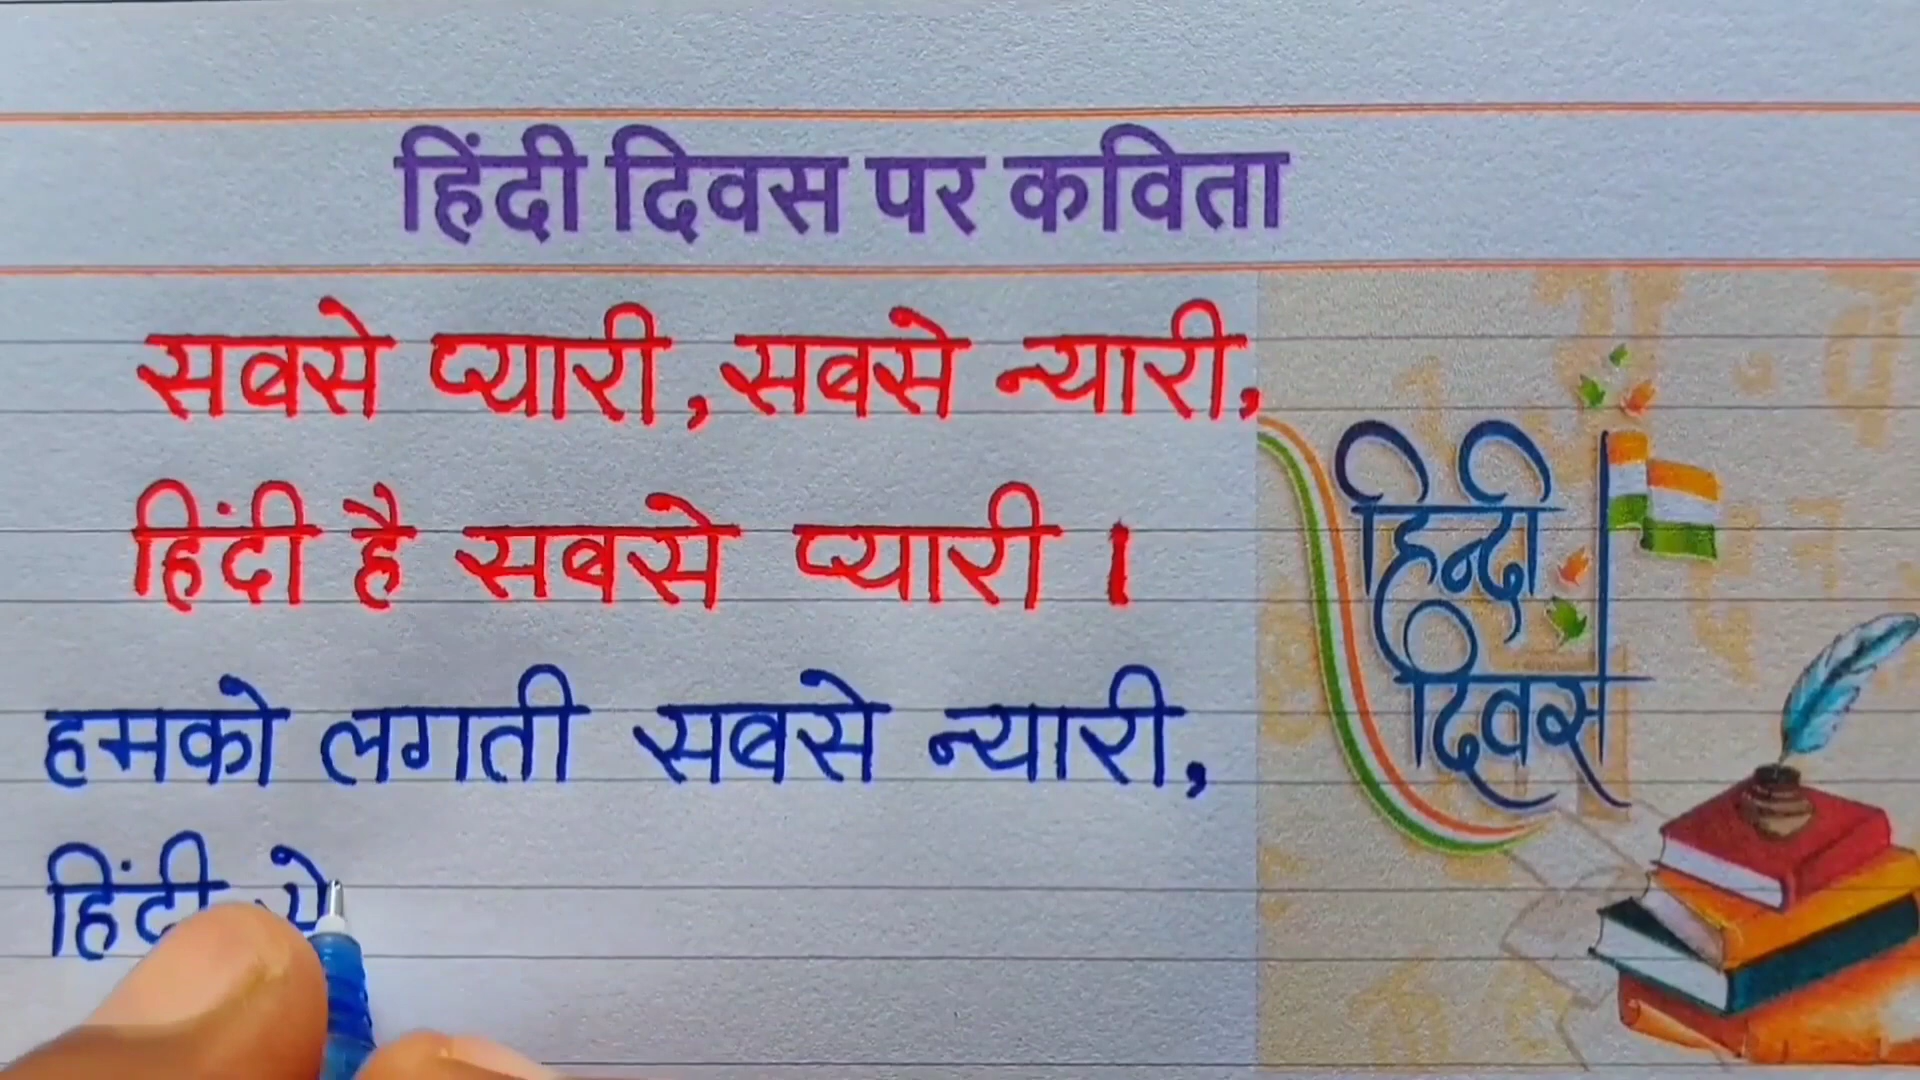 हिंदी दिवस पर कविता
सबसे प्यारी, सबसे न्यारी,
हिंदी है सबसे प्यारी ।
हमको लगती सबसे न्यारी,
हिंदी
हिन्दी
दिवस